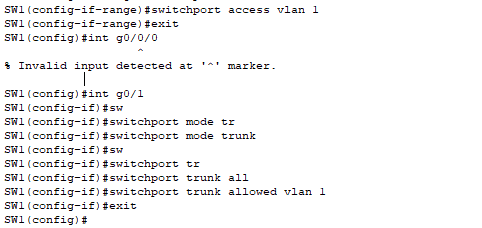 SW1(config-if-range)#switchport access vlan 1
SW1(config-if-range)#exit
SW1(config)#int g0/0/0
^
% Invalid input detected at '^' marker.
SW1(config)#int g0/1
SW1(config-if)#sw
SW1(config-if)#switchport mode tr
SW1(config-if)#switchport mode trunk
SW1(config-if)#sw
SW1(config-if)#switchport tr
SW1(config-if)#switchport trunk all
SW1(config-if)#switchport trunk allowed vlan 1
SW1(config-if)#exit
SW1(config)#